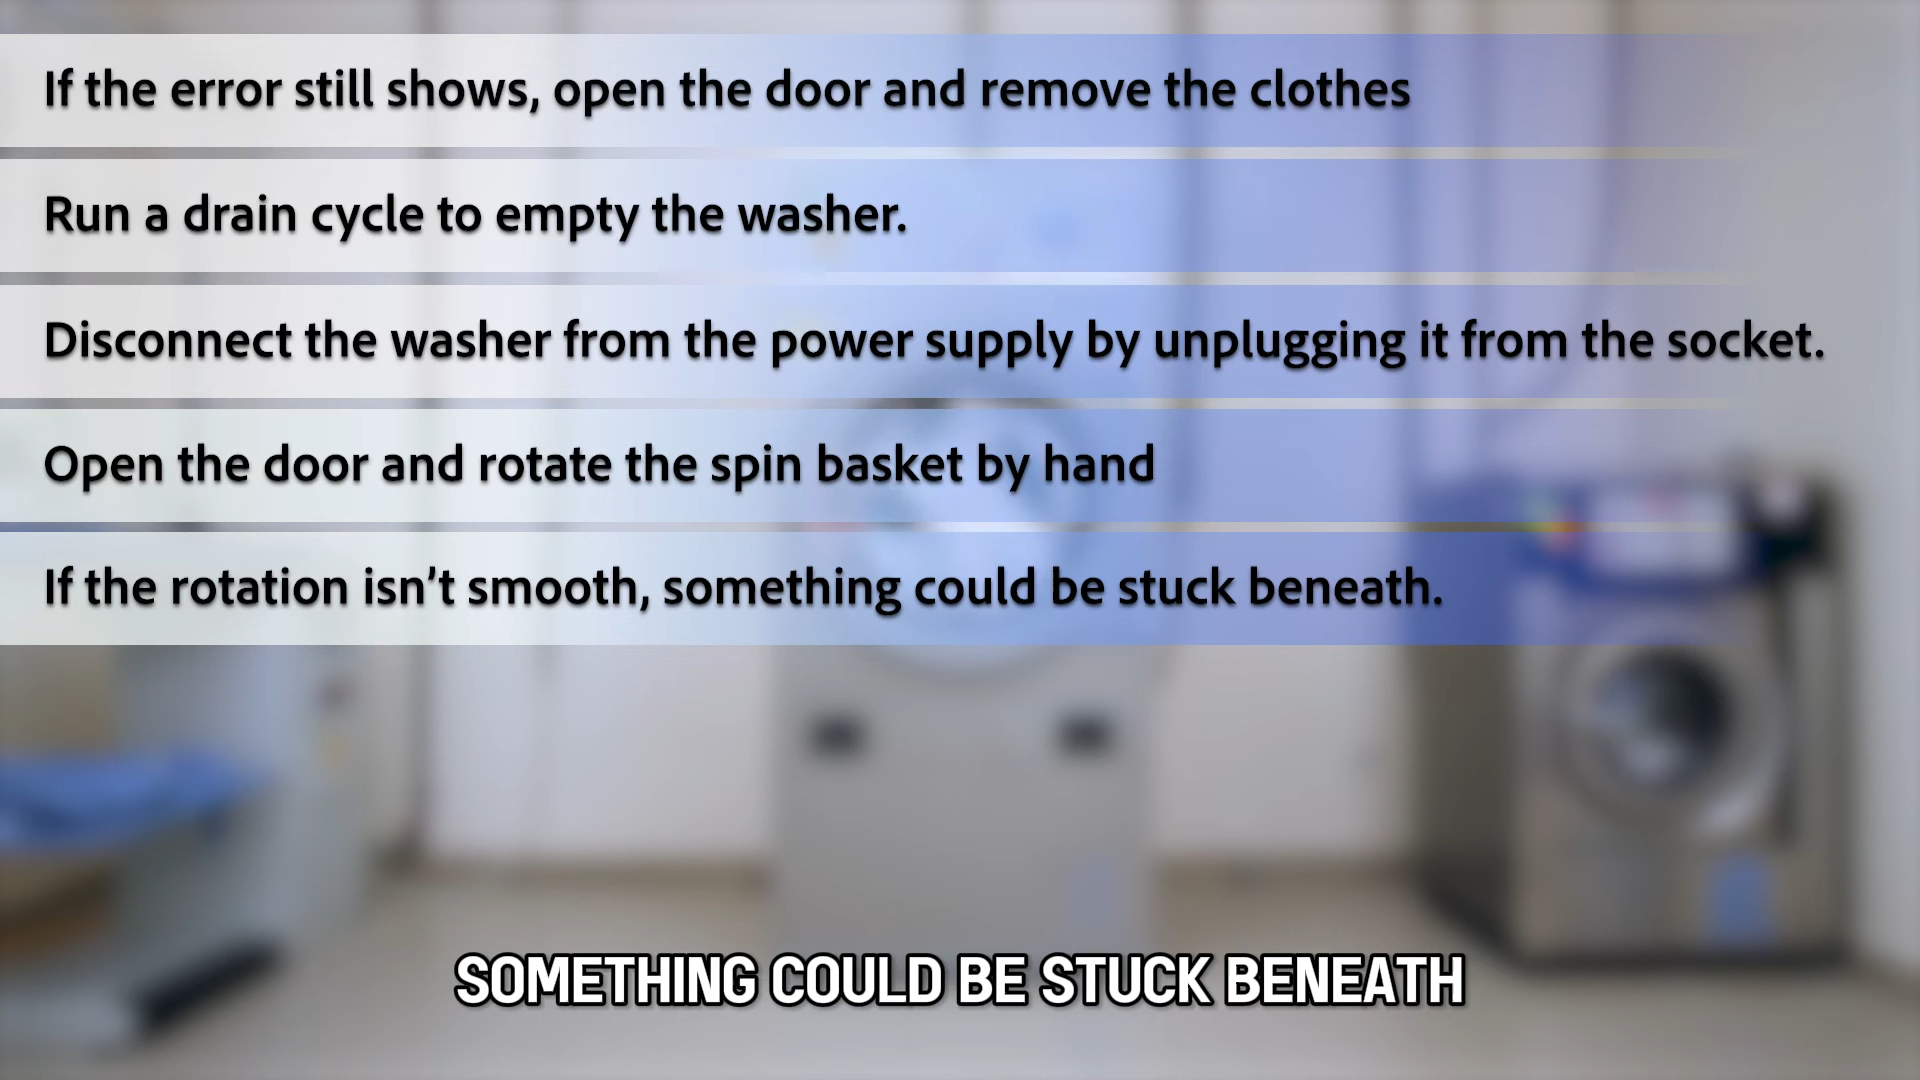 If the error still shows, open the door and remove the clothes
Run a drain cycle to empty the washer.
Disconnect the washer from the power supply by unplugging it from the socket.
Open the door and rotate the spin basket by hand
If the rotation isn’t smooth, something could be stuck beneath.
SOMETHING COULD BE STUCK BENEATH